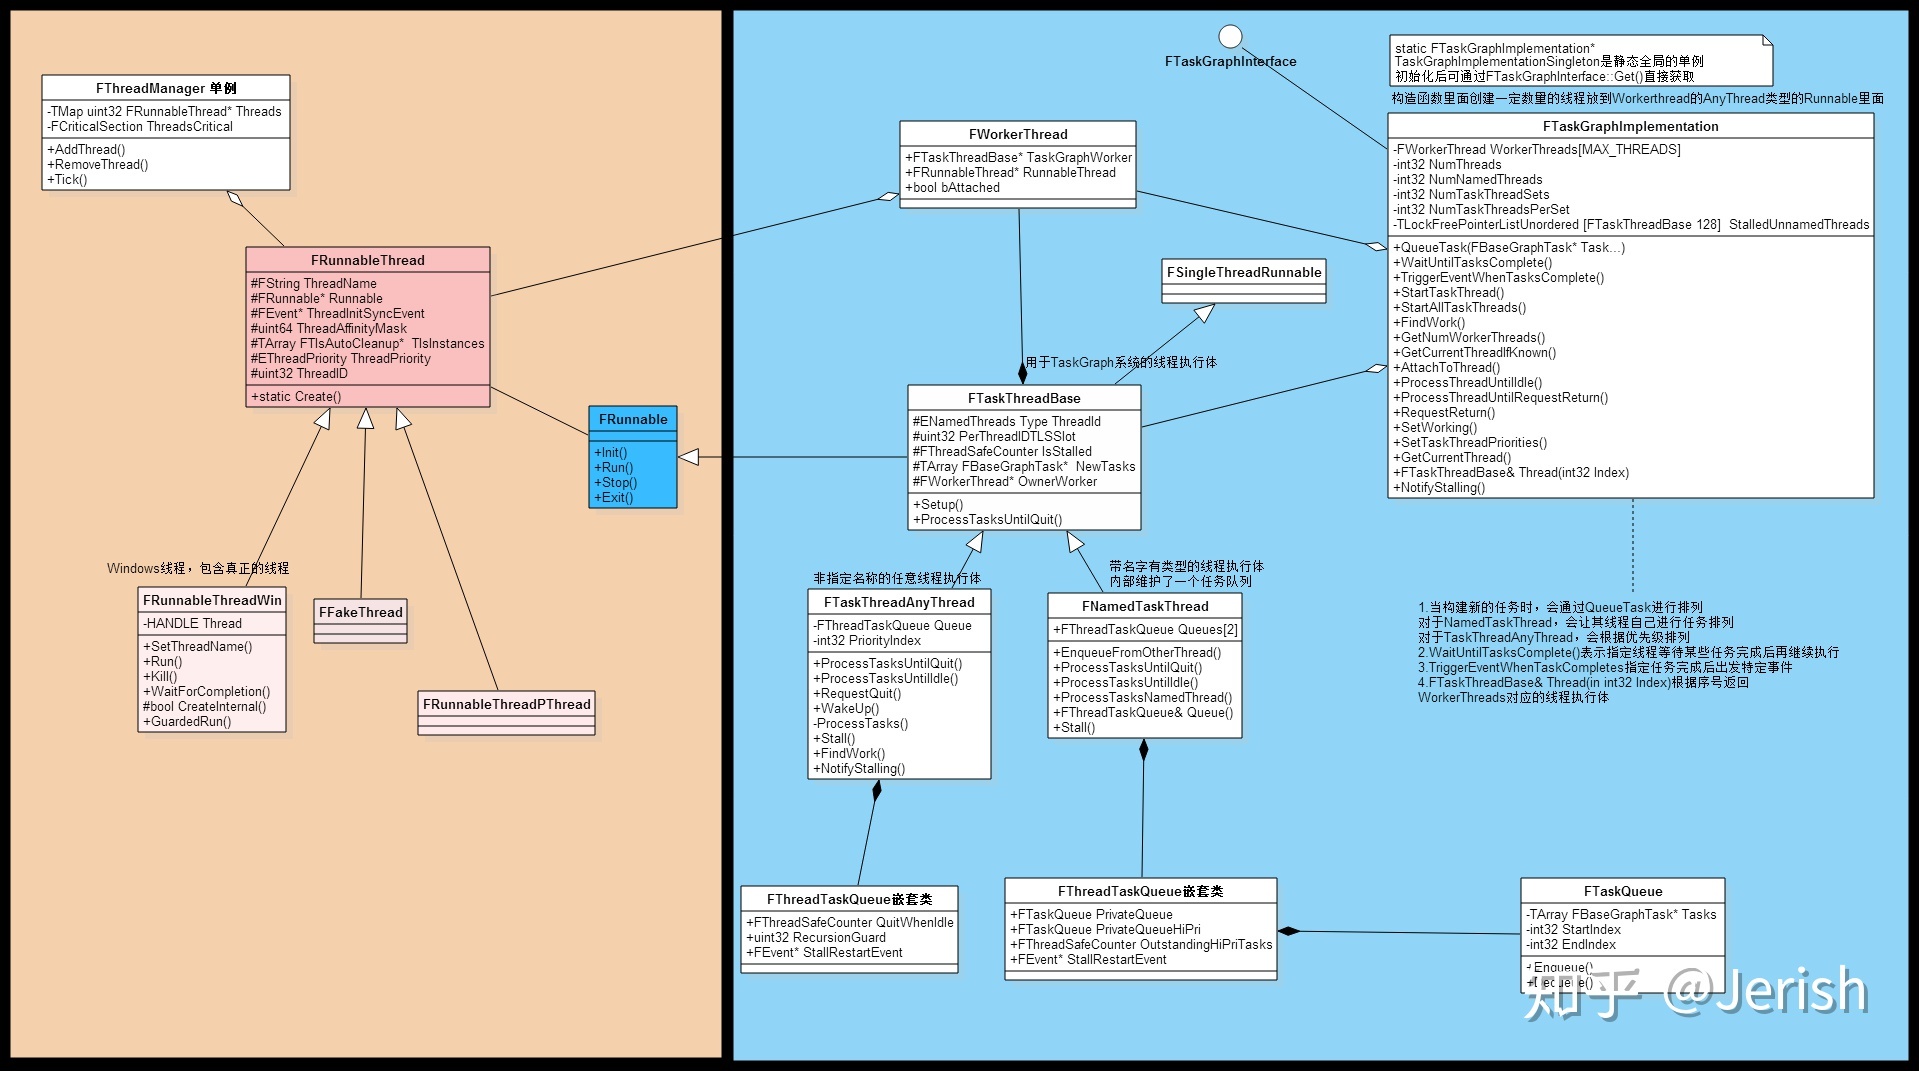 FThreadManager 单例
-TMap uint32 FRunnableThread* Threads
-FCriticalSection ThreadsCritical
+AddThread()
+RemoveThread()
+Tick()
FRunnableThread
#FString ThreadName
#FRunnable* Runnable
#FEvent* ThreadInitSyncEvent
#uint64 ThreadAffinityMask
#TArray FTlsAutoCleanup*  TlsInstances
#EThreadPriority ThreadPriority
#uint32 ThreadID
+static Create()
FRunnable
+Init()
+Run()
+Stop()
+Exit()
Windows线程，包含真正的线程
FRunnableThreadWin
-HANDLE Thread
+SetThreadName()
+Run()
+Kill()
+WaitForCompletion()
#bool CreateInternal()
+GuardedRun()
FFakeThread
FRunnableThreadPThread
FTaskGraphInterface
static FTaskGraphImplementation*
TaskGraphImplementationSingleton是静态全局的单例
初始化后可通过FTaskGraphInterface::Get()直接获取
构造函数里面创建一定数量的线程放到Workerthread的AnyThread类型的Runnable里面
FTaskGraphImplementation
-FWorkerThread WorkerThreads[MAX_THREADS]
-int32 NumThreads
-int32 NumNamedThreads
-int32 NumTaskThreadSets
-int32 NumTaskThreadsPerSet
-TLockFreePointerListUnordered [FTaskThreadBase 128]  StalledUnnamedThreads
+QueueTask(FBaseGraphTask* Task...)
+WaitUntilTasksComplete()
+TriggerEventWhenTasksComplete()
+StartTaskThread()
+StartAllTaskThreads()
+FindWork()
+GetNumWorkerThreads()
+GetCurrentThreadIfKnown()
+AttachToThread()
+ProcessThreadUntilIdle()
+ProcessThreadUntilRequestReturn()
+RequestReturn()
+SetWorking()
+SetTaskThreadPriorities()
+GetCurrentThread()
+FTaskThreadBase& Thread(int32 Index)
+NotifyStalling()
FWorkerThread
+FTaskThreadBase* TaskGraphWorker
+FRunnableThread* RunnableThread
+bool bAttached
FSingleThreadRunnable
用于TaskGraph系统的线程执行体
FTaskThreadBase
#ENamedThreads Type ThreadId
#uint32 PerThreadIDTLSSlot
#FThreadSafeCounter IsStalled
#TArray FBaseGraphTask*  NewTasks
#FWorkerThread* OwnerWorker
+Setup()
+ProcessTasksUntilQuit()
非指定名称的任意线程执行体
FTaskThreadAnyThread
-FThreadTaskQueue Queue
-int32 PriorityIndex
+ProcessTasksUntilQuit()
+ProcessTasksUntilIdle()
+RequestQuit()
+WakeUp()
-ProcessTasks()
+Stall()
+FindWork()
+NotifyStalling()
带名字有类型的线程执行体
内部维护了一个任务队列
FNamedTaskThread
+FThreadTaskQueue Queues[2]
+EnqueueFromOtherThread()
+ProcessTasksUntilQuit()
+ProcessTasksUntilIdle()
+ProcessTasksNamedThread()
+FThreadTaskQueue& Queue()
+Stall()
1.当构建新的任务时，会通过QueueTask进行排列
对于NamedTaskThread，会让其线程自己进行任务排列
对于TaskThreadAnyThread，会根据优先级排列
2.WaitUntilTasksComplete()表示指定线程等待某些任务完成后再继续执行
3.TriggerEventWhenTaskCompletes指定任务完成后出发特定事件
4.FTaskThreadBase& Thread(in int32 Index)根据序号返回
WorkerThreads对应的线程执行体
FThreadTaskQueue嵌套类
+FThreadSafeCounter QuitWhenIdle
+uint32 RecursionGuard
+FEvent* StallRestartEvent
FThreadTaskQueue嵌套类
+FTaskQueue PrivateQueue
+FTaskQueue PrivateQueueHiPri
+FThreadSafeCounter OutstandingHiPriTasks
+FEvent* StallRestartEvent
FTaskQueue
-TArray FBaseGraphTask* Tasks
-int32 StartIndex
-int32 EndIndex
+Enqueue()
+Dequeue()
知乎 @Jerish